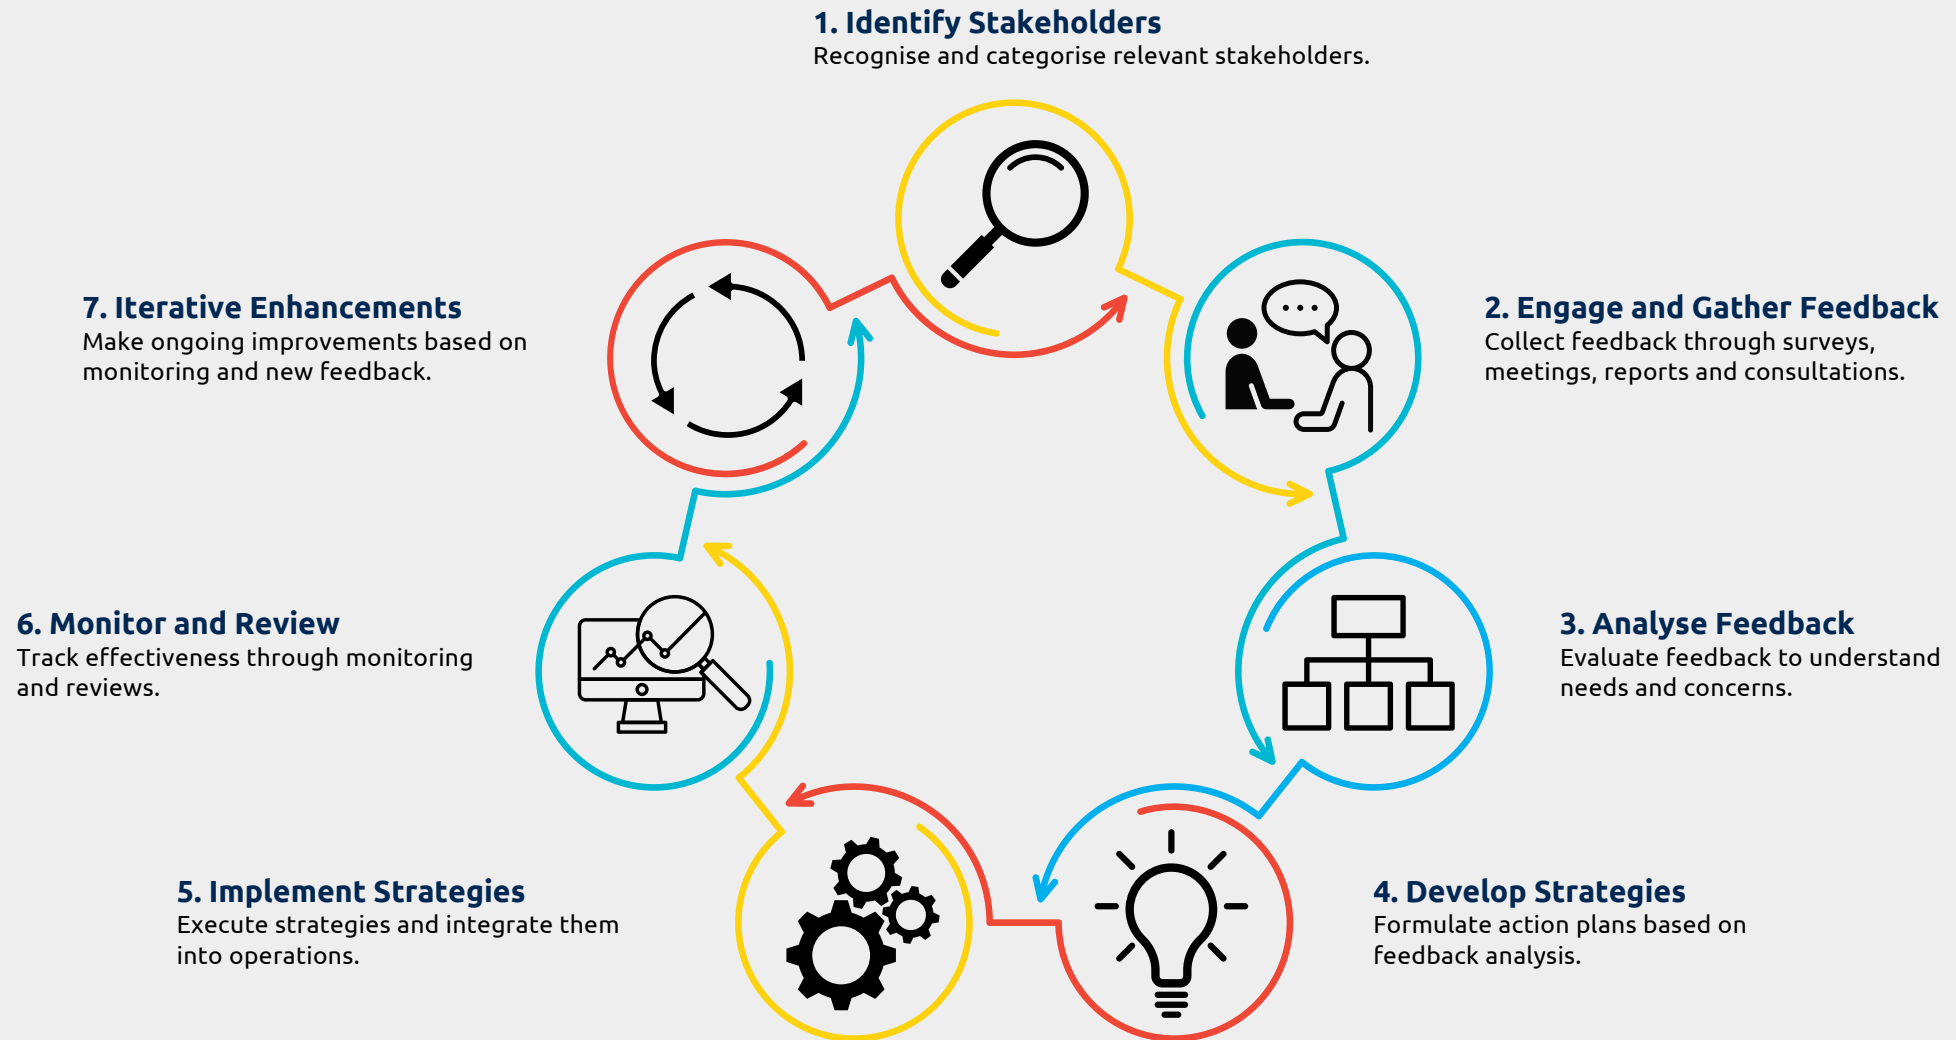 1. Identify Stakeholders
Recognise and categorise relevant stakeholders.
2. Engage and Gather Feedback
Collect feedback through surveys,
meetings, reports and consultations.
3. Analyse Feedback
Evaluate feedback to understand
needs and concerns.
4. Develop Strategies
Formulate action plans based on
feedback analysis.
5. Implement Strategies
Execute strategies and integrate them
into operations.
6. Monitor and Review
Track effectiveness through monitoring
and reviews.
7. Iterative Enhancements
Make ongoing improvements based on
monitoring and new feedback.